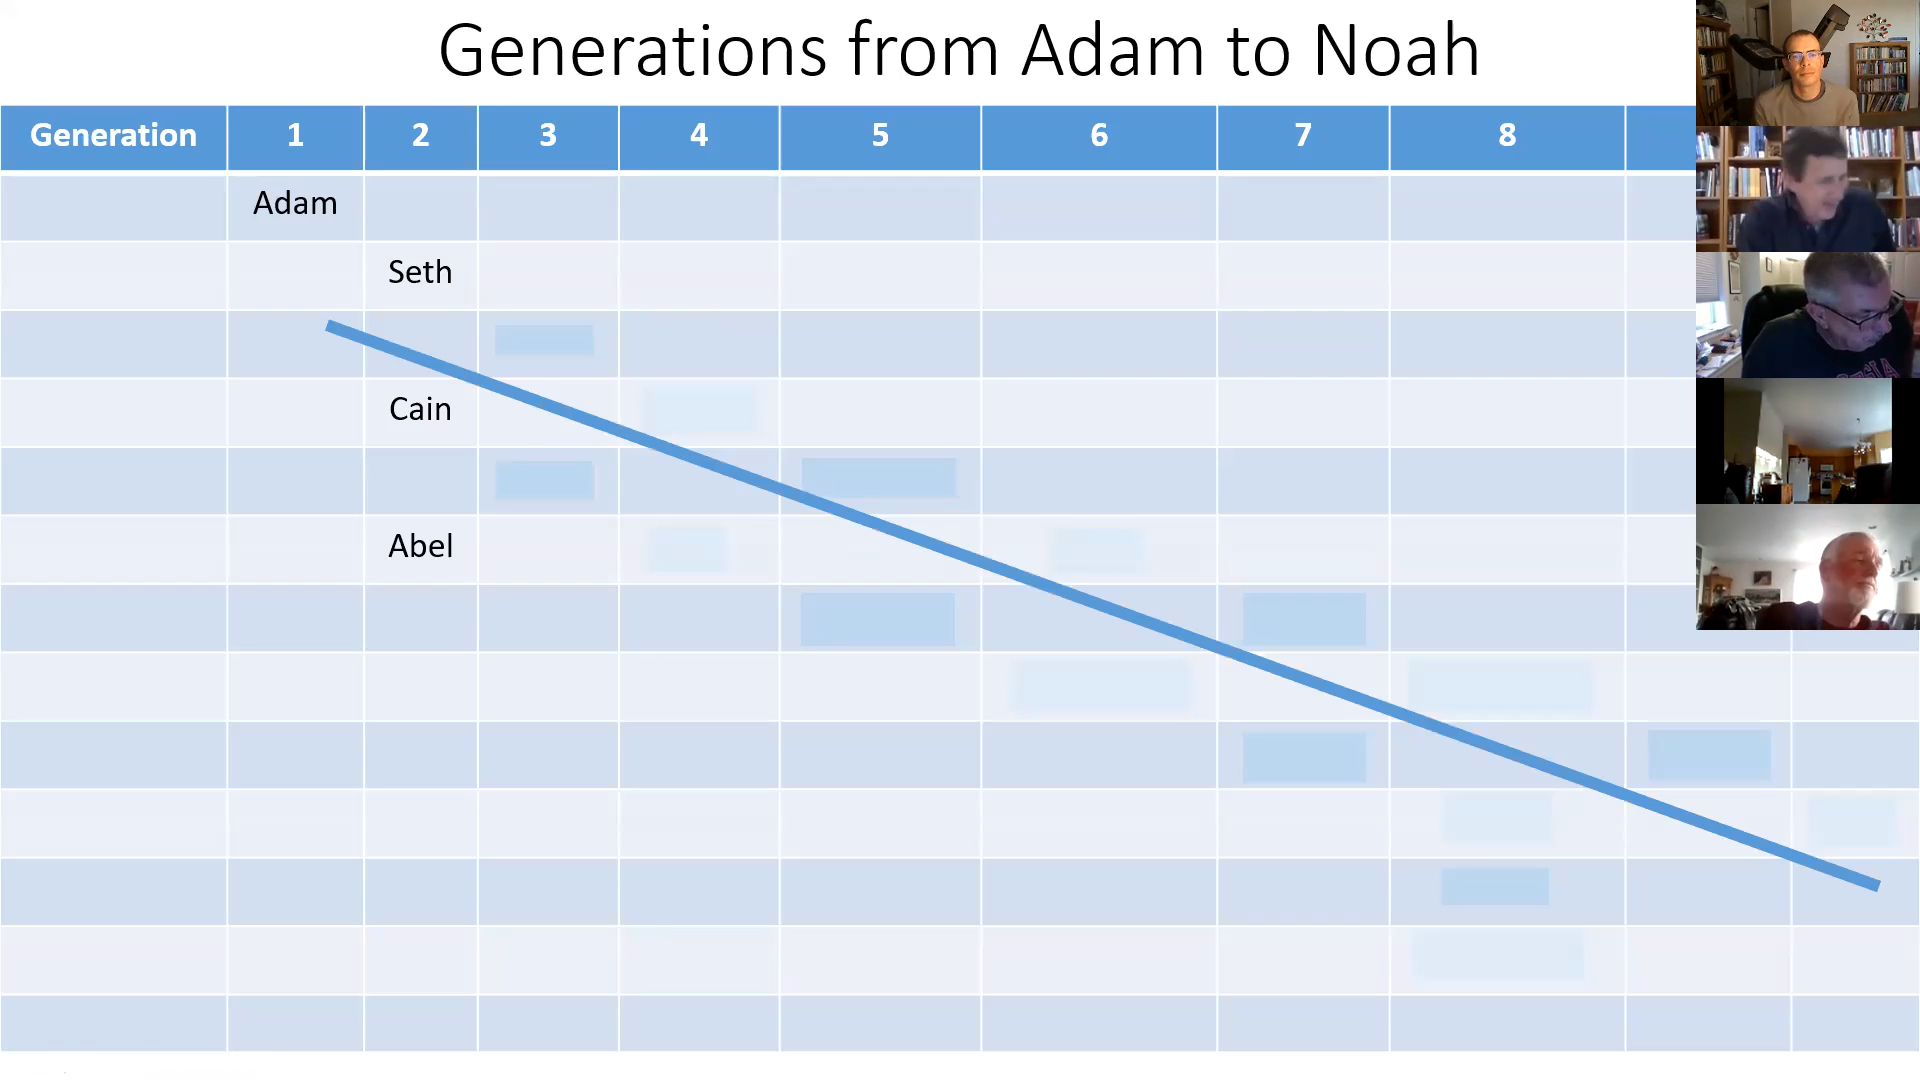 Generations from Adam to Noah
Generation 1 2 3 4 5 6 7 8
Adam
Seth
Cain
Abel